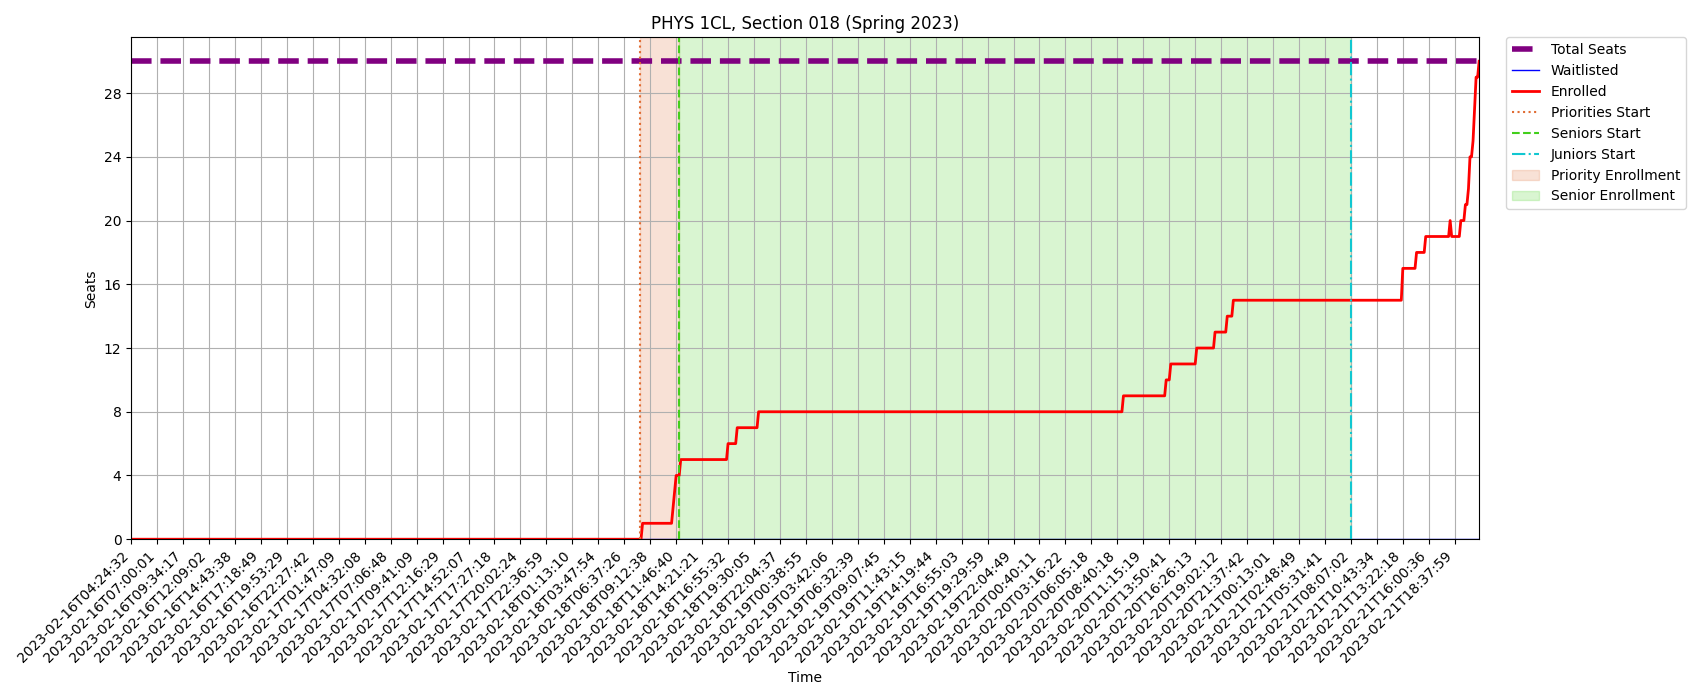 PHYS 1CL, Section 018 (Spring 2023)
Total Seats
Waitlisted
Enrolled
Priorities Start
Seniors Start
Juniors Start
Priority Enrollment
Senior Enrollment
Seats
28
24
20
16
12
8
4
0
2023-02-16T04:24:32
2023-02-16T07:00:01
2023-02-16T09:34:17
2023-02-16T12:09:02
2023-02-16T14:43:38
2023-02-16T17:18:49
2023-02-16T19:53:29
2023-02-16T22:27:42
2023-02-17T01:47:09
2023-02-17T04:32:08
2023-02-17T07:06:48
2023-02-17T09:41:09
2023-02-17T12:16:29
2023-02-17T14:52:07
2023-02-17T17:27:18
2023-02-17T20:02:24
2023-02-17T22:36:59
2023-02-18T01:13:10
2023-02-18T03:47:54
2023-02-18T06:37:26
2023-02-18T09:12:38
2023-02-18T11:46:40
2023-02-18T14:21:21
2023-02-18T16:55:32
2023-02-18T19:30:05
2023-02-18T22:04:37
2023-02-19T00:38:55
2023-02-19T03:42:06
2023-02-19T06:32:39
2023-02-19T09:07:45
2023-02-19T11:43:15
2023-02-19T14:19:44
2023-02-19T16:55:03
2023-02-19T19:29:59
2023-02-19T22:04:49
2023-02-20T00:40:11
2023-02-20T03:16:22
2023-02-20T06:05:18
2023-02-20T08:40:18
2023-02-20T11:15:19
2023-02-20T13:50:41
2023-02-20T16:26:13
2023-02-20T19:02:12
2023-02-20T21:37:42
2023-02-21T00:13:01
2023-02-21T02:48:49
2023-02-21T05:31:41
2023-02-21T08:07:02
2023-02-21T10:43:34
2023-02-21T13:22:18
2023-02-21T16:00:36
2023-02-21T18:37:59
Time